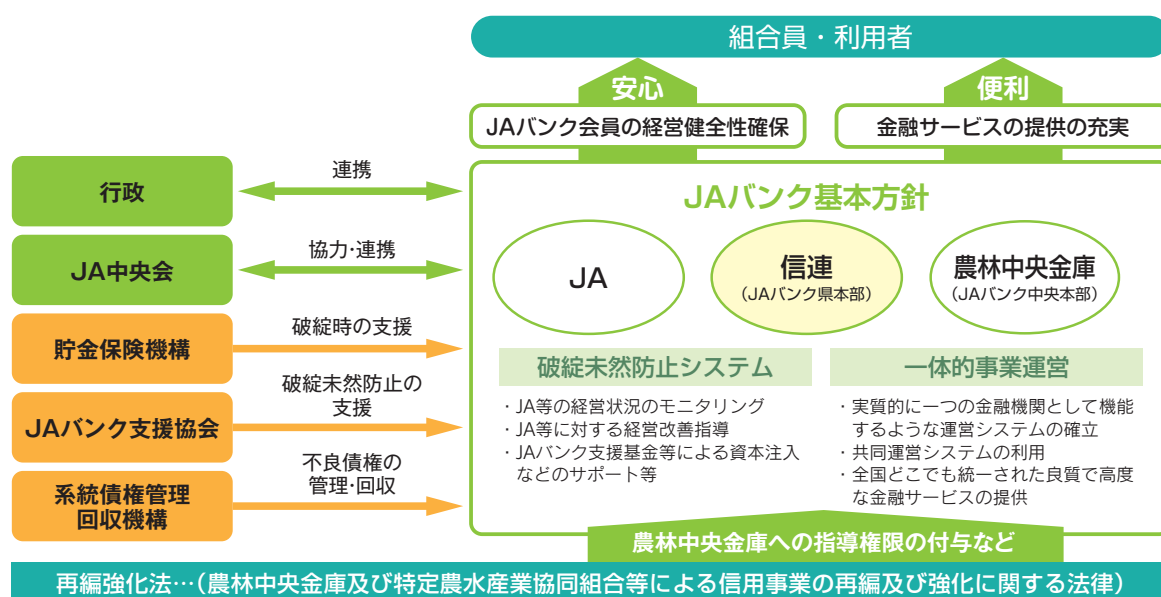 組合員・利用者
安心
便利
JAバンク会員の経営健全性確保
金融サービスの提供の充実
行政
連携
JA中央会
協力・連携
貯金保険機構
破綻時の支援
JAバンク支援協会
破綻未然防止の
支援
系統債権管理
回収機構
不良債権の
管理・回収
JAバンク基本方針
JA
信連
(JAバンク県本部)
農林中央金庫
(JAバンク中央本部)
破綻未然防止システム
・JA等の経営状況のモニタリング
・JA等に対する経営改善指導
・JAバンク支援基金等による資本注入
などのサポート等
一体的事業運営
・実質的に一つの金融機関として機能
するような運営システムの確立
・共同運営システムの利用
・全国どこでも統一された良質で高度
な金融サービスの提供
農林中央金庫への指導権限の付与など
再編強化法…(農林中央金庫及び特定農水産業協同組合等による信用事業の再編及び強化に関する法律)